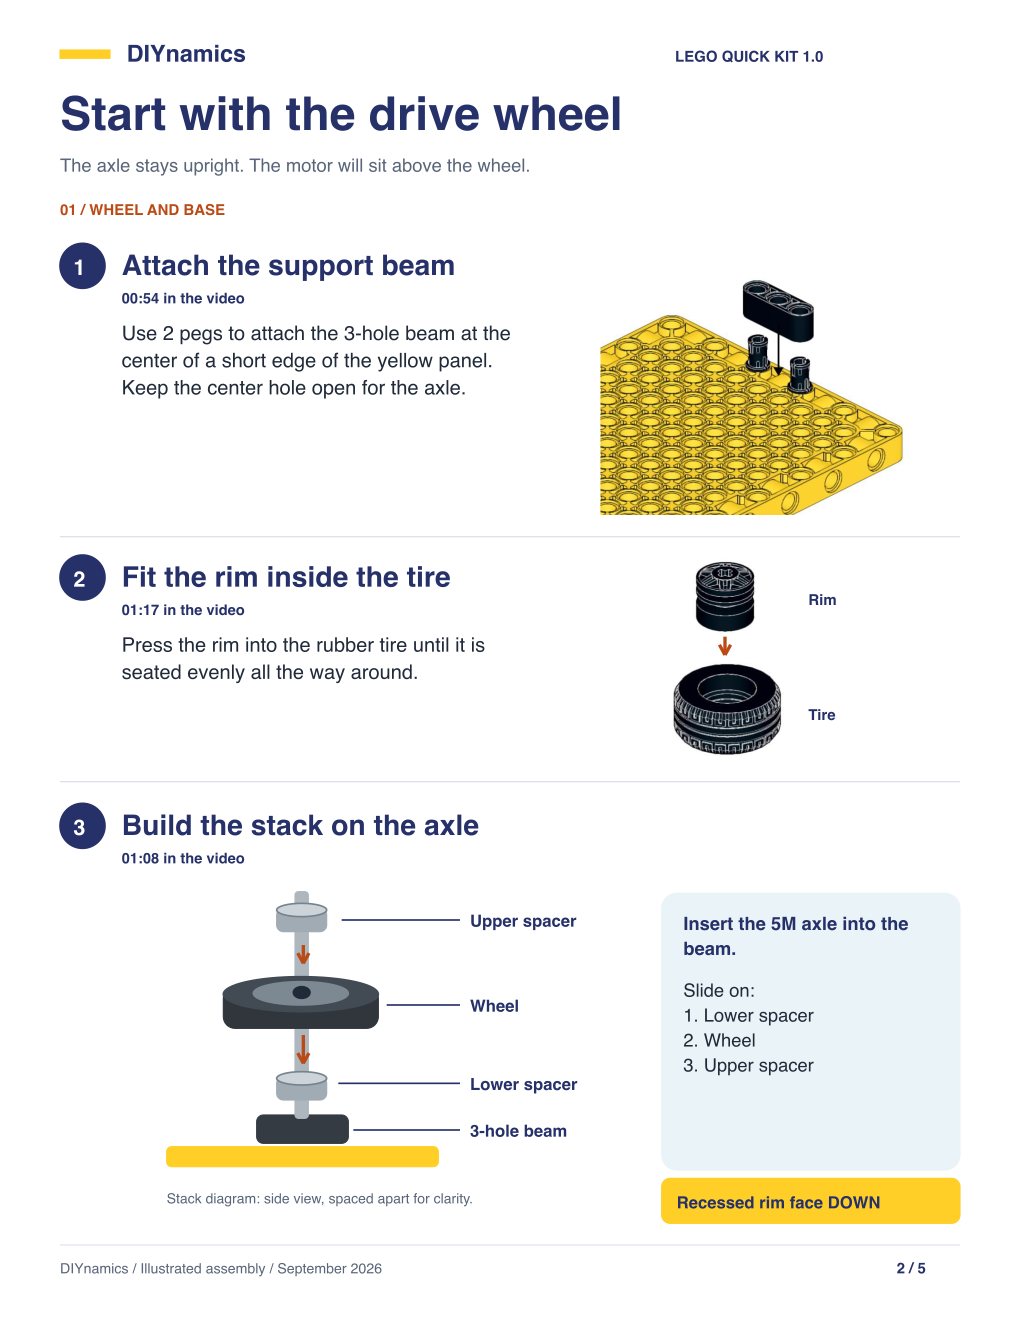 DIYnamics
LEGO QUICK KIT 1.0
Start with the drive wheel
The axle stays upright. The motor will sit above the wheel.
01 / WHEEL AND BASE
1
Attach the support beam
00:54 in the video
Use 2 pegs to attach the 3-hole beam at the
center of a short edge of the yellow panel.
Keep the center hole open for the axle.
2
Fit the rim inside the tire
01:17 in the video
Press the rim into the rubber tire until it is
seated evenly all the way around.
Rim
Tire
3
Build the stack on the axle
01:08 in the video
Upper spacer
Wheel
Lower spacer
3-hole beam
Stack diagram: side view, spaced apart for clarity.
Insert the 5M axle into the
beam.
Slide on:
1. Lower spacer
2. Wheel
3. Upper spacer
Recessed rim face DOWN
DIYnamics / Illustrated assembly / September 2026
2 / 5